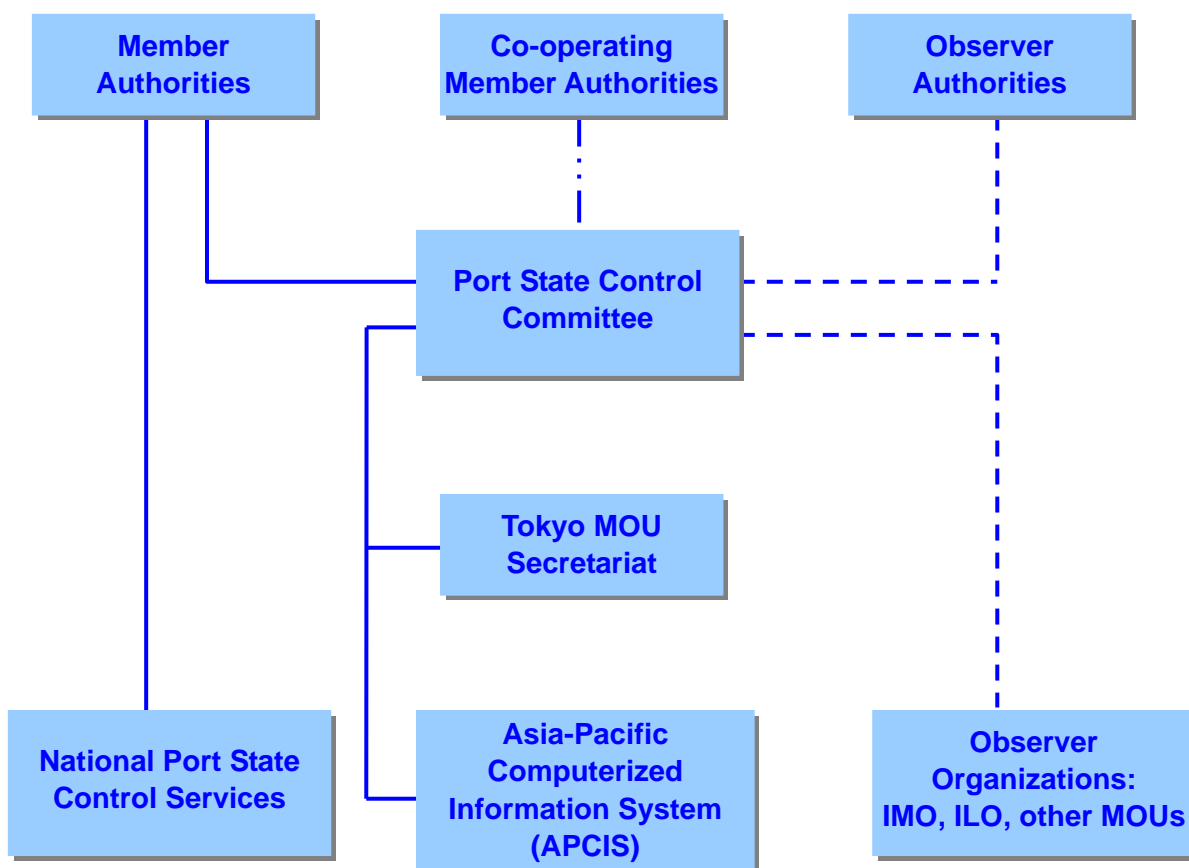 Member
Authorities
Co-operating
Member Authorities
Observer
Authorities
Port State Control
Committee
Tokyo MOU
Secretariat
National Port State
Control Services
Asia-Pacific
Computerized
Information System
(APCIS)
Observer
Organizations:
IMO, ILO, other MOUs